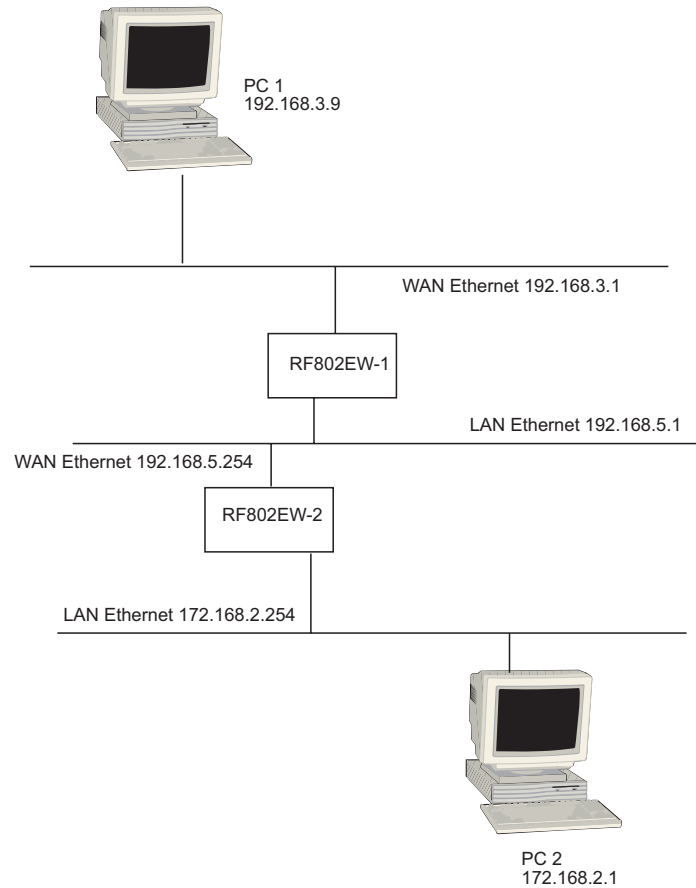 PC 1
192.168.3.9
WAN Ethernet 192.168.3.1
RF802EW-1
LAN Ethernet 192.168.5.1
WAN Ethernet 192.168.5.254
RF802EW-2
LAN Ethernet 172.168.2.254
PC 2
172.168.2.1